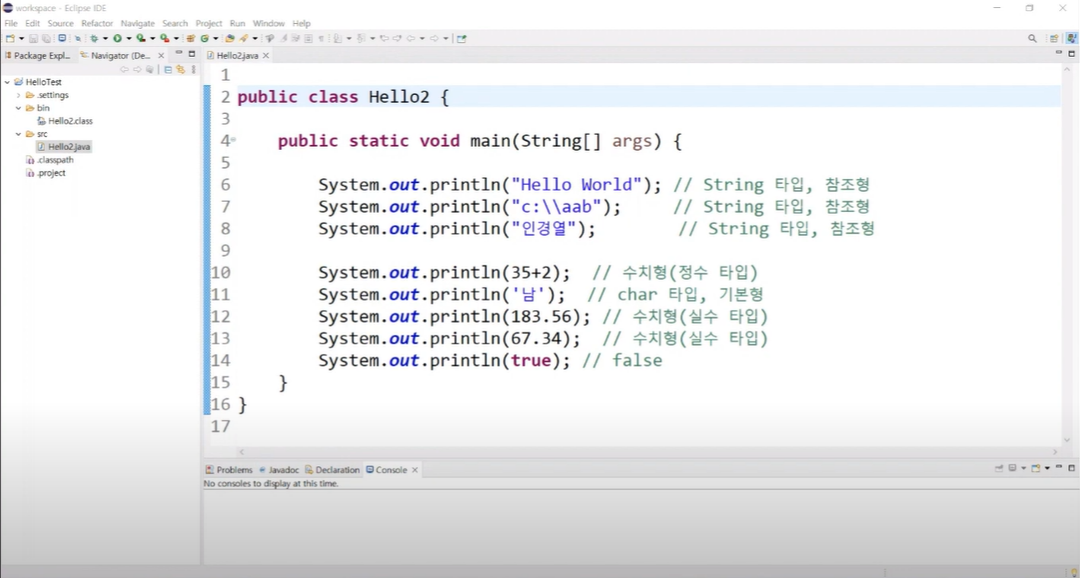 workspace - Eclipse IDE
File Edit Source Refactor Navigate Search Project Run Window Help
Package Expl... Navigator (De...
HelloTest
.settings
bin
Hello2.class
src
Hello2.java
.classpath
.project
Hello2.java
1
2 public class Hello2 {
3
4 public static void main(String[] args) {
5
6 System.out.println("Hello World"); // String 타입, 참조형
7 System.out.println("c:\\aab"); // String 타입, 참조형
8 System.out.println("인경열"); // String 타입, 참조형
9
10 System.out.println(35+2); // 수치형(정수 타입)
11 System.out.println('남'); // char 타입, 기본형
12 System.out.println(183.56); // 수치형(실수 타입)
13 System.out.println(67.34); // 수치형(실수 타입)
14 System.out.println(true); // false
15 }
16 }
17
Problems Javadoc Declaration Console
No consoles to display at this time.